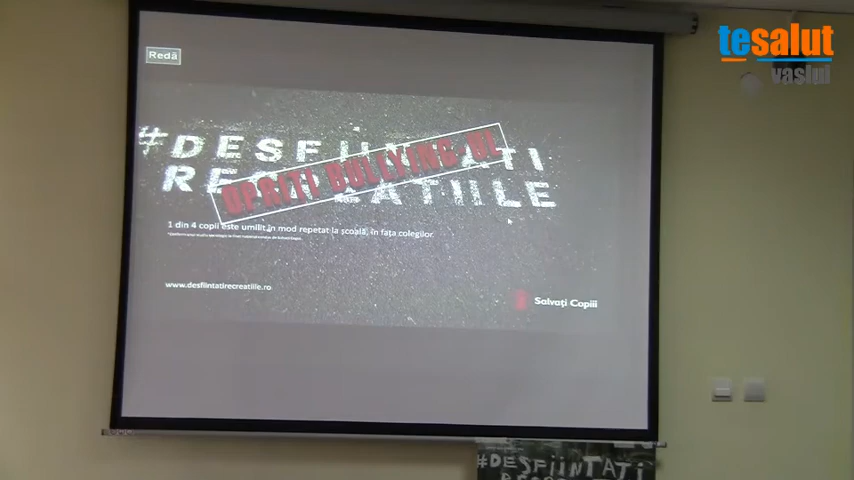 tesalut
vaslui
Redă
#DESFIINȚAȚI
RECREAȚIILE
OPRIȚI BULLYING-UL
1 din 4 copii este umilit în mod repetat la școală, în fața colegilor
www.desfiintatirecreatiile.ro
Salvați Copiii
#DESFIINȚAȚI